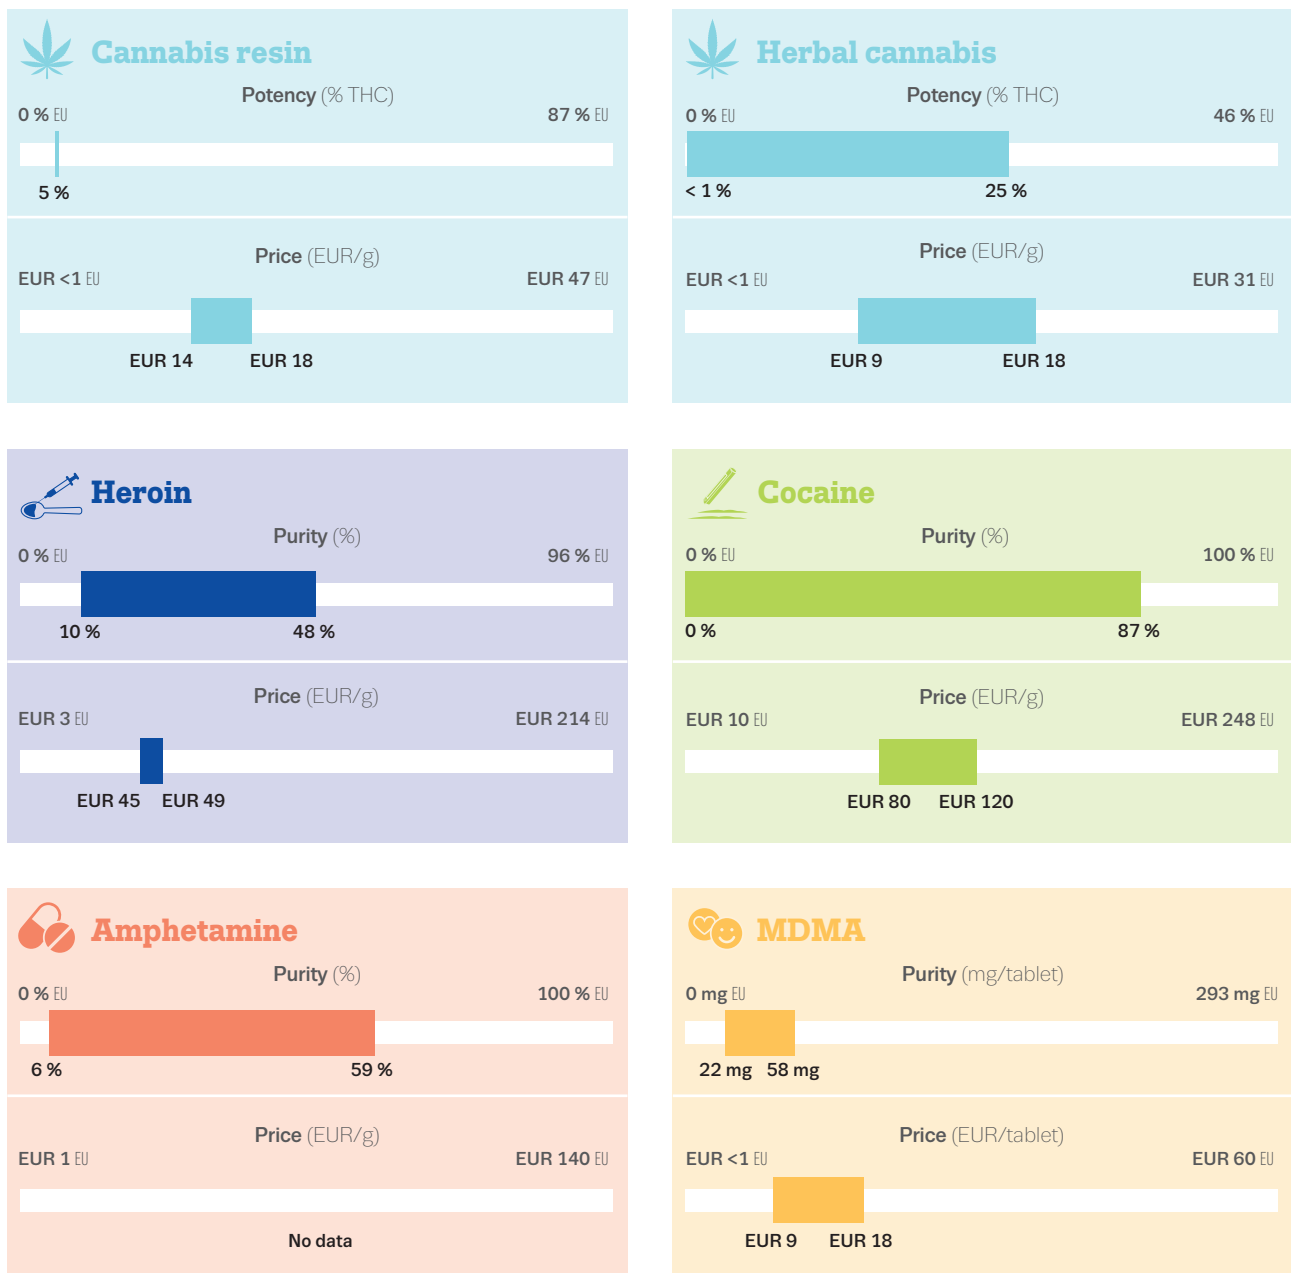 Cannabis resin
Potency (% THC)
0 % EU 87 % EU
5 %
Price (EUR/g)
EUR <1 EU EUR 47 EU
EUR 14 EUR 18
Herbal cannabis
Potency (% THC)
0 % EU 46 % EU
< 1 % 25 %
Price (EUR/g)
EUR <1 EU EUR 31 EU
EUR 9 EUR 18
Heroin
Purity (%)
0 % EU 96 % EU
10 % 48 %
Price (EUR/g)
EUR 3 EU EUR 214 EU
EUR 45 EUR 49
Cocaine
Purity (%)
0 % EU 100 % EU
0 % 87 %
Price (EUR/g)
EUR 10 EU EUR 248 EU
EUR 80 EUR 120
Amphetamine
Purity (%)
0 % EU 100 % EU
6 % 59 %
Price (EUR/g)
EUR 1 EU EUR 140 EU
No data
MDMA
Purity (mg/tablet)
0 mg EU 293 mg EU
22 mg 58 mg
Price (EUR/tablet)
EUR <1 EU EUR 60 EU
EUR 9 EUR 18